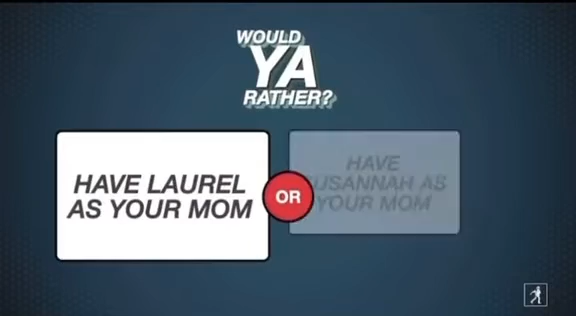 WOULD
YA
RATHER?
HAVE LAUREL
AS YOUR MOM
OR
HAVE
AS
YOUR MOM